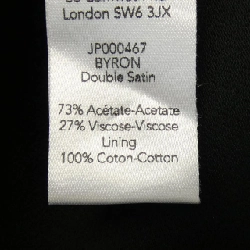 London SW6 3JX
JP000467
BYRON
Double Satin
73% Acétate-Acetate
27% Viscose-Viscose
Lining
100% Coton-Cotton